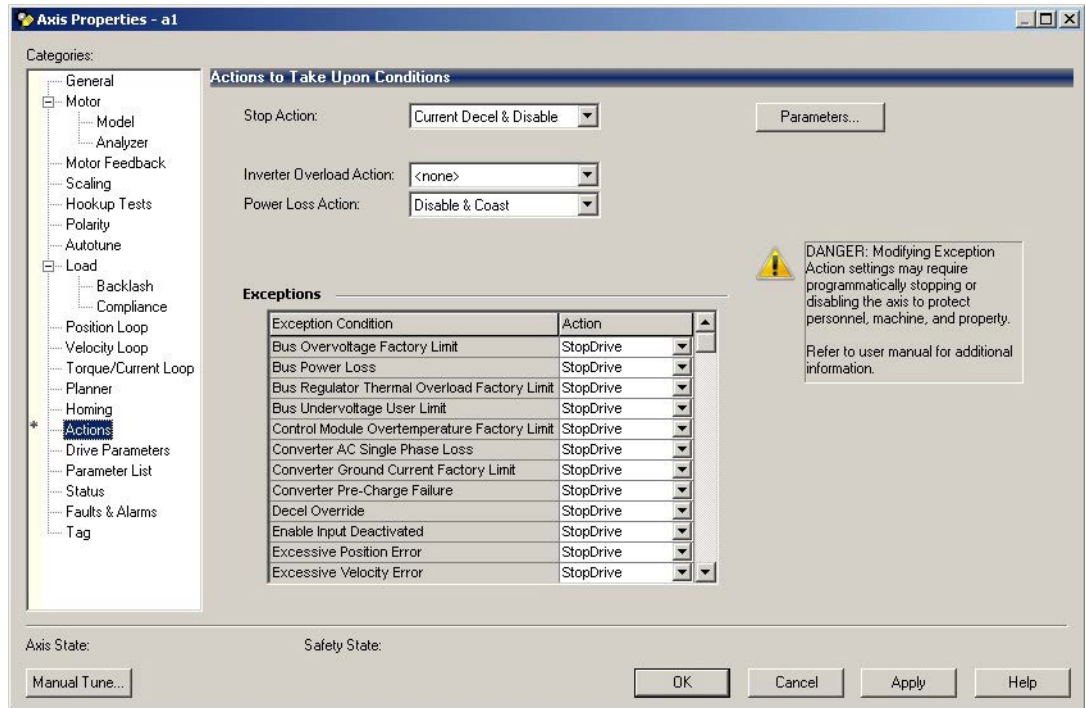 Axis Properties - a1
Categories:
General
Motor
Model
Analyzer
Motor Feedback
Scaling
Hookup Tests
Polarity
Autotune
Load
Backlash
Compliance
Position Loop
Velocity Loop
Torque/Current Loop
Planner
Homing
* Actions
Drive Parameters
Parameter List
Status
Faults & Alarms
Tag
Actions to Take Upon Conditions
Stop Action: Current Decel & Disable Parameters...
Inverter Overload Action: <none>
Power Loss Action: Disable & Coast
DANGER: Modifying Exception
Action settings may require
programmatically stopping or
disabling the axis to protect
personnel, machine, and property.
Refer to user manual for additional
information.
Exceptions
Exception Condition Action
Bus Overvoltage Factory Limit StopDrive
Bus Power Loss StopDrive
Bus Regulator Thermal Overload Factory Limit StopDrive
Bus Undervoltage User Limit StopDrive
Control Module Overtemperature Factory Limit StopDrive
Converter AC Single Phase Loss StopDrive
Converter Ground Current Factory Limit StopDrive
Converter Pre-Charge Failure StopDrive
Decel Override StopDrive
Enable Input Deactivated StopDrive
Excessive Position Error StopDrive
Excessive Velocity Error StopDrive
Axis State: Safety State:
Manual Tune... OK Cancel Apply Help